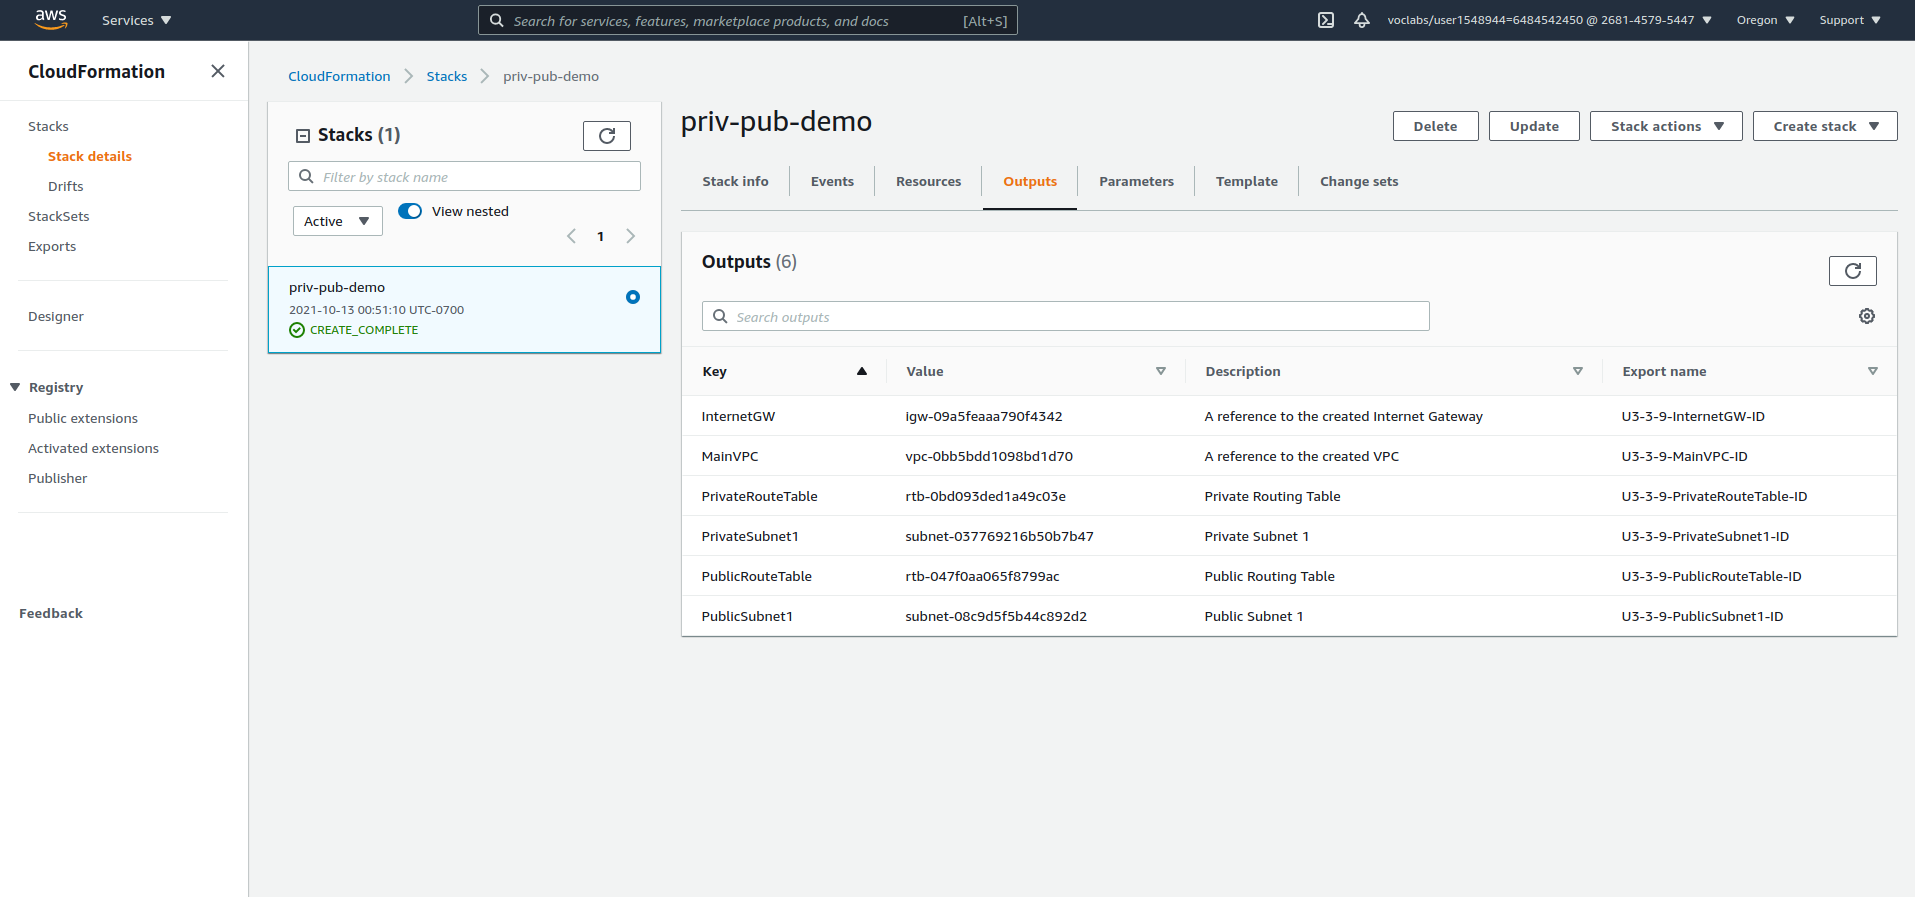 aws
Services
Search for services, features, marketplace products, and docs
[Alt+S]
voclabs/user1548944=6484542450 @ 2681-4579-5447
Oregon
Support
CloudFormation
Stacks
Stack details
Drifts
StackSets
Exports
Designer
Registry
Public extensions
Activated extensions
Publisher
Feedback
CloudFormation
Stacks
priv-pub-demo
Stacks (1)
Filter by stack name
Active
View nested
1
priv-pub-demo
2021-10-13 00:51:10 UTC-0700
CREATE_COMPLETE
priv-pub-demo
Delete
Update
Stack actions
Create stack
Stack info
Events
Resources
Outputs
Parameters
Template
Change sets
Outputs (6)
Search outputs
Key Value Description Export name
InternetGW igw-09a5feaaa790f4342 A reference to the created Internet Gateway U3-3-9-InternetGW-ID
MainVPC vpc-0bb5bdd1098bd1d70 A reference to the created VPC U3-3-9-MainVPC-ID
PrivateRouteTable rtb-0bd093ded1a49c03e Private Routing Table U3-3-9-PrivateRouteTable-ID
PrivateSubnet1 subnet-037769216b50b7b47 Private Subnet 1 U3-3-9-PrivateSubnet1-ID
PublicRouteTable rtb-047f0aa065f8799ac Public Routing Table U3-3-9-PublicRouteTable-ID
PublicSubnet1 subnet-08c9d5f5b44c892d2 Public Subnet 1 U3-3-9-PublicSubnet1-ID